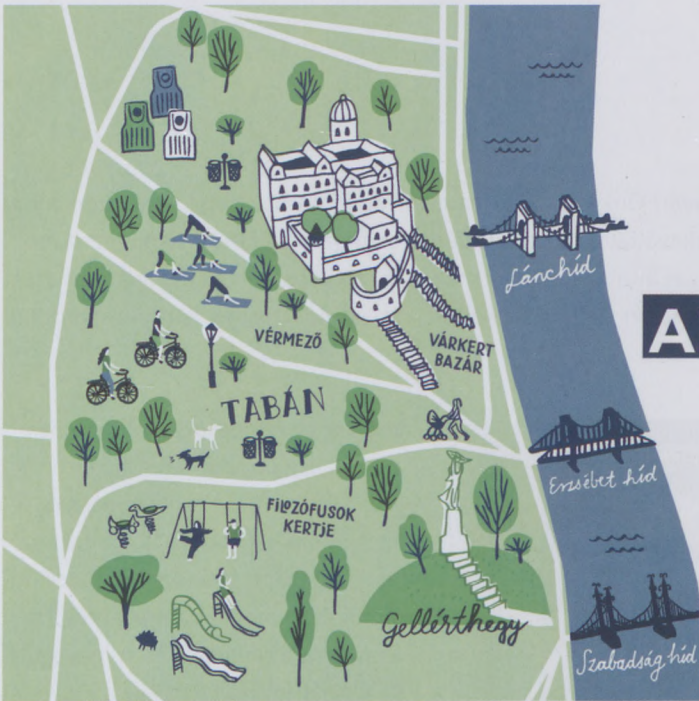 Lánchíd
A
VÉRMEZŐ
VÁRKERT
BAZÁR
TABÁN
Erzsébet híd
FILOZÓFUSOK
KERTJE
Gellérthegy
Szabadság híd